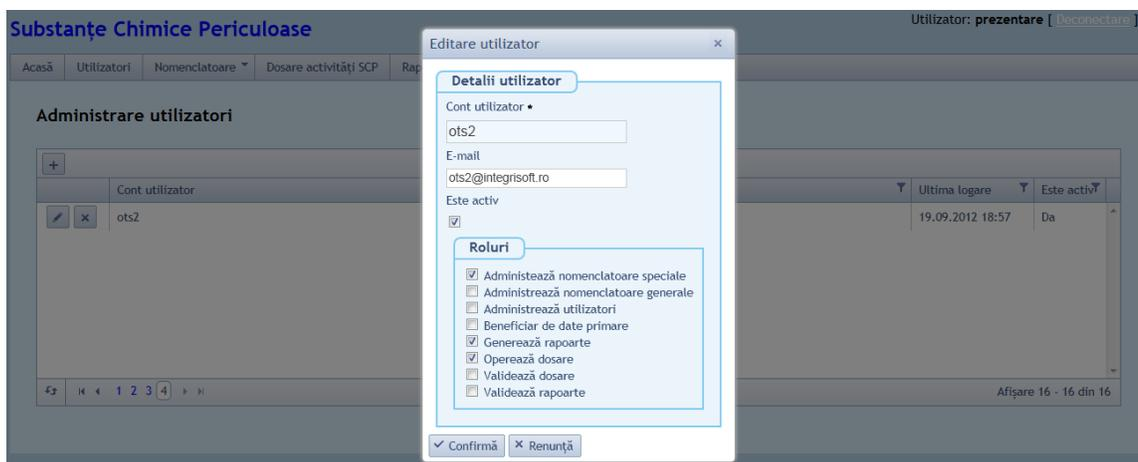 Substanțe Chimice Periculoase
Utilizator: prezentare [ Deconectare ]
Acasă Utilizatori Nomenclatoare Dosare activități SCP Rap
Administrare utilizatori
Cont utilizator Ultima logare Este activ
ots2 19.09.2012 18:57 Da
1 2 3 4 Afișare 16 - 16 din 16
Editare utilizator
Detalii utilizator
Cont utilizator
ots2
E-mail
ots2@integrisoft.ro
Este activ
Roluri
Administează nomenclatoare speciale
Administrează nomenclatoare generale
Administrează utilizatori
Beneficiar de date primare
Generează rapoarte
Operează dosare
Validează dosare
Validează rapoarte
Confirmă Renunță